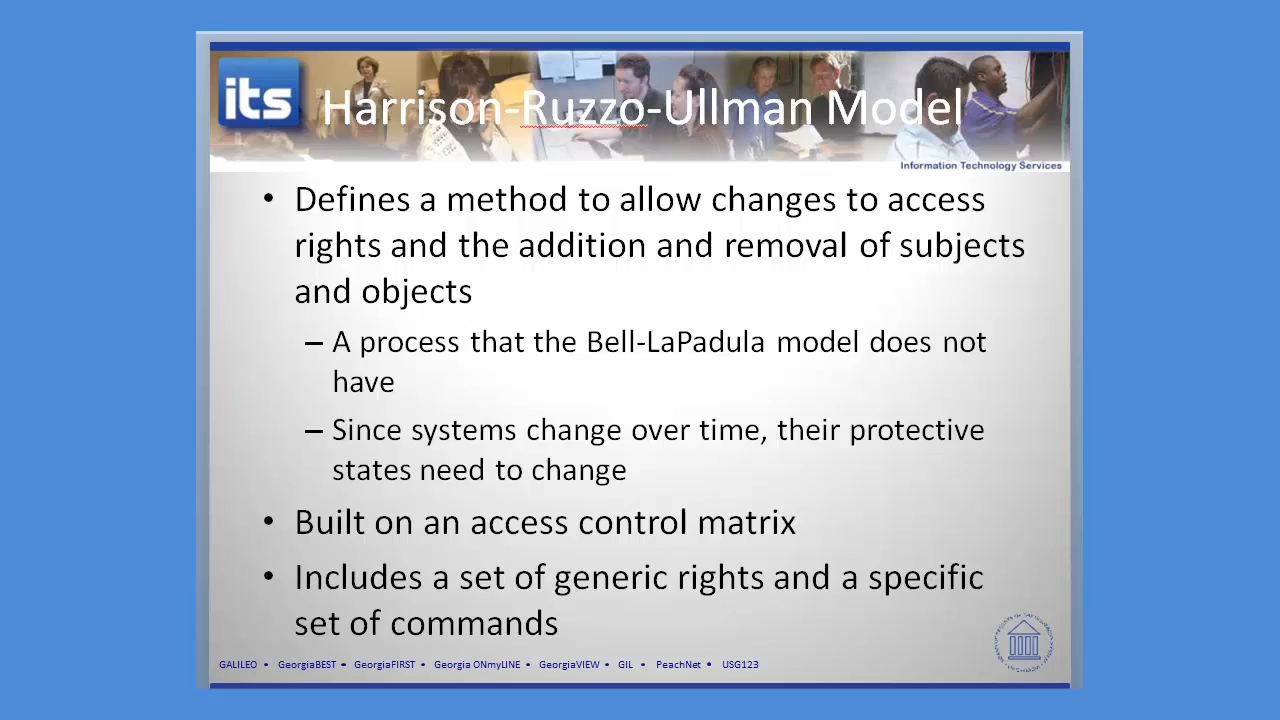 its
Harrison-Ruzzo-Ullman Model
Information Technology Services
• Defines a method to allow changes to access
rights and the addition and removal of subjects
and objects
– A process that the Bell-LaPadula model does not
have
– Since systems change over time, their protective
states need to change
• Built on an access control matrix
• Includes a set of generic rights and a specific
set of commands
GALILEO • GeorgiaBEST • GeorgiaFIRST • Georgia ONmyLINE • GeorgiaVIEW • GIL • PeachNet • USG123